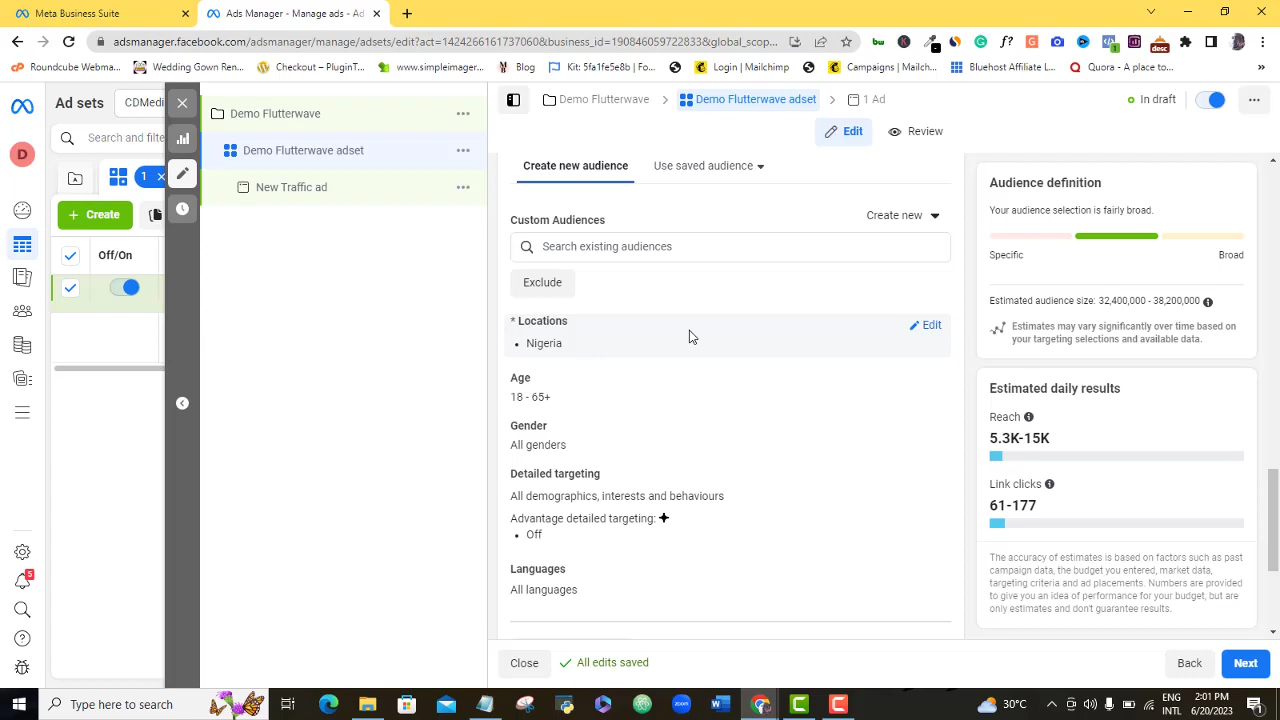 Meta Business Suite
Ads Manager - Manage ads - Ad
adsmanager.facebook.com/adsmanager/manage/adsets/edit?act=1424266161737060&business_id=1908460597228338&global_scop...
Roundcube Webmail...
Wedding Gown Ren...
Checkout – PluginT...
www.simpleimager...
Blog
Kit: 5fa1fe5e8b | Fo...
Login | Mailchimp
Campaigns | Mailch...
Bluehost Affiliate L...
Quora - A place to...
»
Ad sets
CDMedi
Search and filter
1
+ Create
Off/On
D
5
Demo Flutterwave
Demo Flutterwave adset
New Traffic ad
Demo Flutterwave
Demo Flutterwave adset
1 Ad
In draft
Edit
Review
Create new audience
Use saved audience
Custom Audiences
Create new
Search existing audiences
Exclude
* Locations
Edit
• Nigeria
Age
18 - 65+
Gender
All genders
Detailed targeting
All demographics, interests and behaviours
Advantage detailed targeting:
• Off
Languages
All languages
Close
All edits saved
Back
Next
Audience definition
Your audience selection is fairly broad.
Specific
Broad
Estimated audience size: 32,400,000 - 38,200,000
Estimates may vary significantly over time based on
your targeting selections and available data.
Estimated daily results
Reach
5.3K-15K
Link clicks
61-177
The accuracy of estimates is based on factors such as past
campaign data, the budget you entered, market data,
targeting criteria and ad placements. Numbers are provided
to give you an idea of performance for your budget, but are
only estimates and don't guarantee results.
Type here to search
30°C
ENG
INTL
2:01 PM
6/20/2023